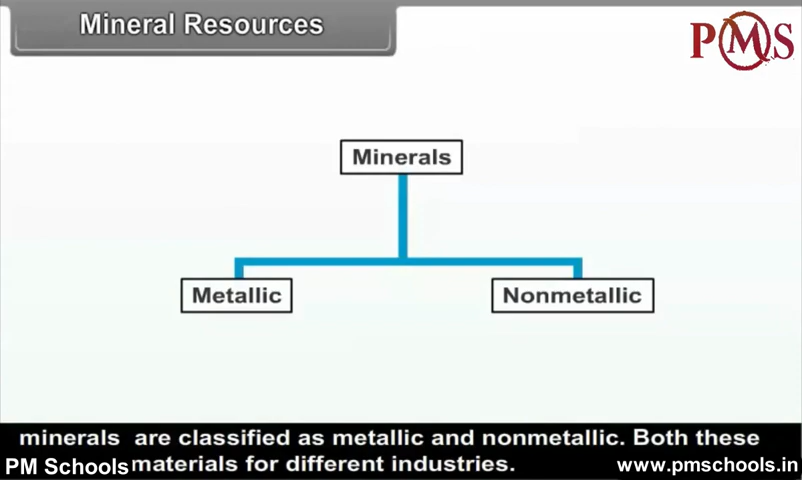 Mineral Resources
PMS
Minerals
Metallic
Nonmetallic
minerals are classified as metallic and nonmetallic. Both these
PM Schools materials for different industries.
www.pmschools.in